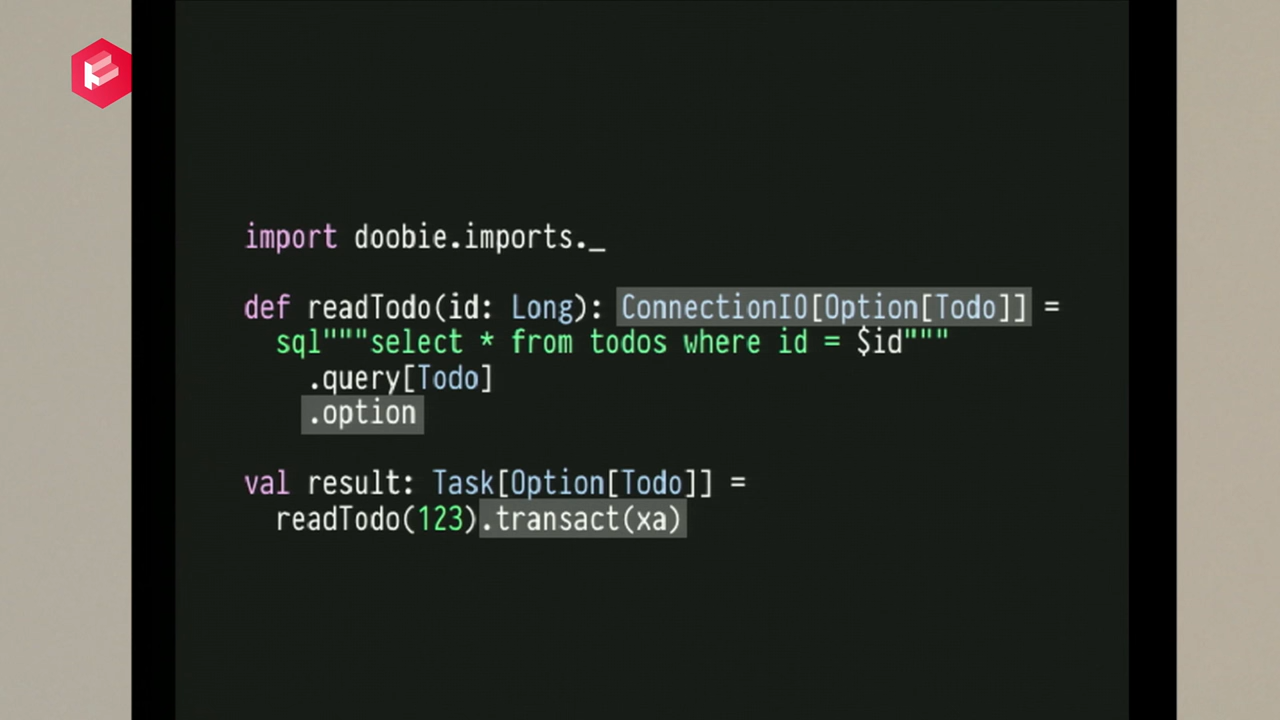 import doobie.imports._
def readTodo(id: Long): ConnectionIO[Option[Todo]] =
sql"""select * from todos where id = $id"""
.query[Todo]
.option
val result: Task[Option[Todo]] =
readTodo(123).transact(xa)